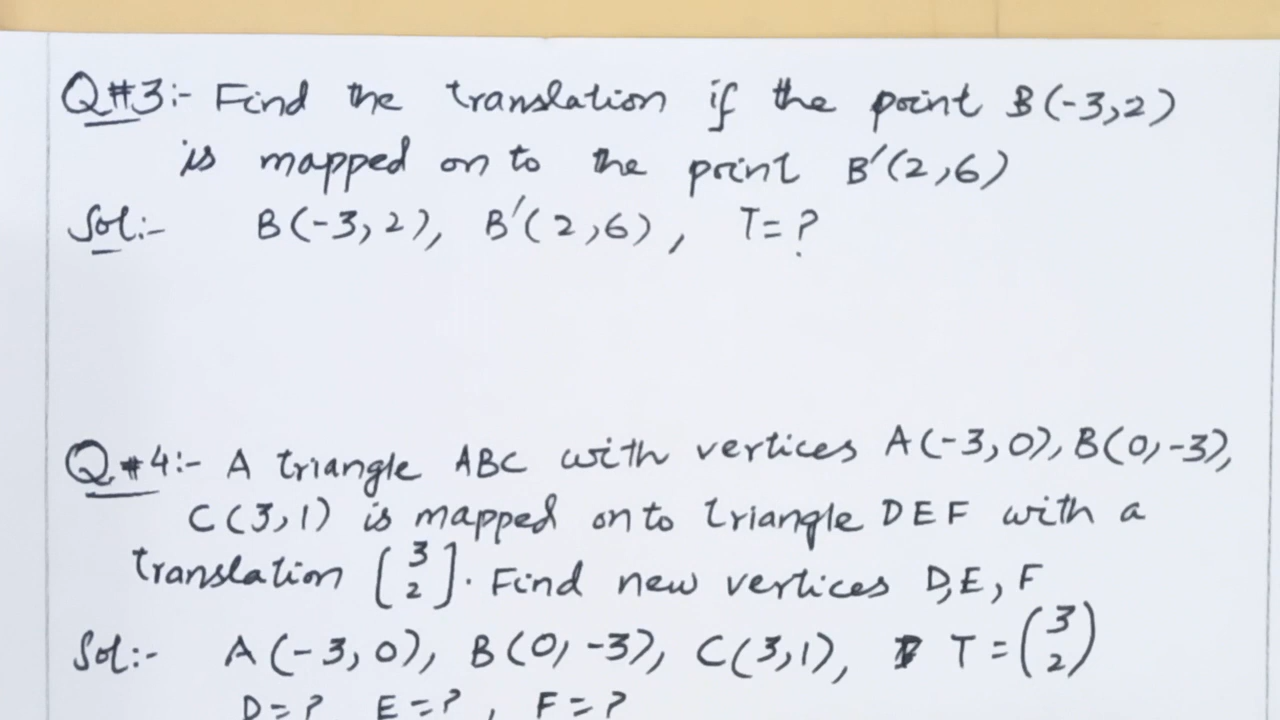 Q#3:- Find the translation if the point B(-3,2)
is mapped on to the point B'(2,6)
Sol:- B(-3,2), B'(2,6), T=?
Q#4:- A triangle ABC with vertices A(-3,0), B(0,-3),
C(3,1) is mapped on to triangle DEF with a
translation [3 2]. Find new vertices D,E,F
Sol:- A(-3,0), B(0,-3), C(3,1), T=(3 2)
D=? E=?, F=?